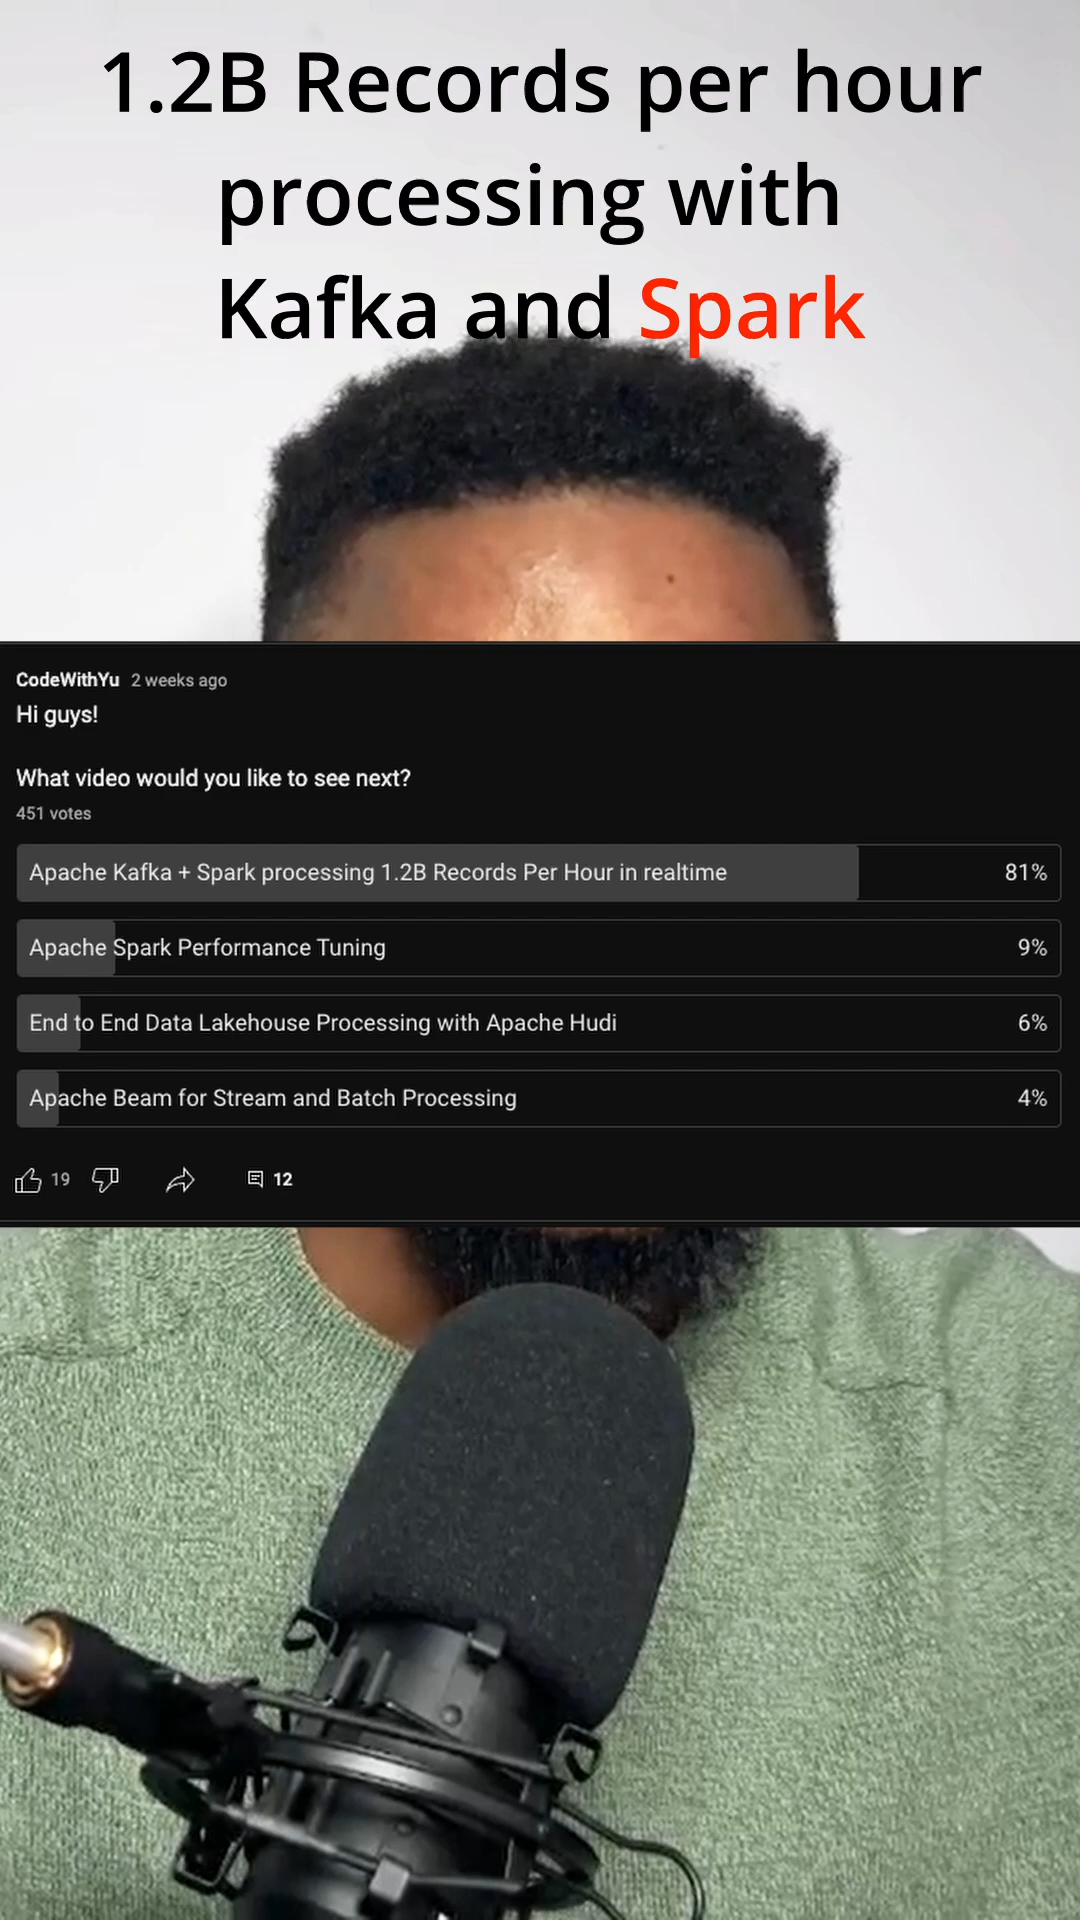 1.2B Records per hour
processing with
Kafka and Spark
CodeWithYu 2 weeks ago
Hi guys!
What video would you like to see next?
451 votes
Apache Kafka + Spark processing 1.2B Records Per Hour in realtime 81%
Apache Spark Performance Tuning 9%
End to End Data Lakehouse Processing with Apache Hudi 6%
Apache Beam for Stream and Batch Processing 4%
19 12